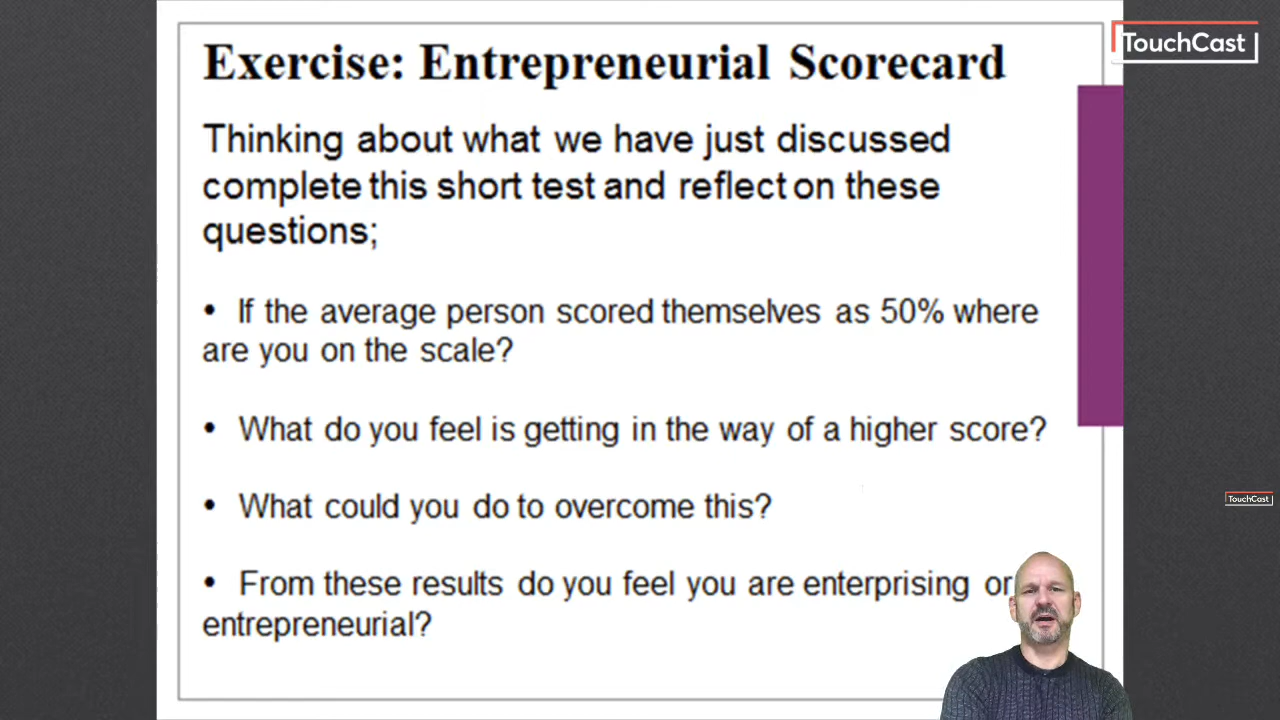 Exercise: Entrepreneurial Scorecard
TouchCast
Thinking about what we have just discussed
complete this short test and reflect on these
questions;
• If the average person scored themselves as 50% where
are you on the scale?
• What do you feel is getting in the way of a higher score?
• What could you do to overcome this?
TouchCast
• From these results do you feel you are enterprising or
entrepreneurial?